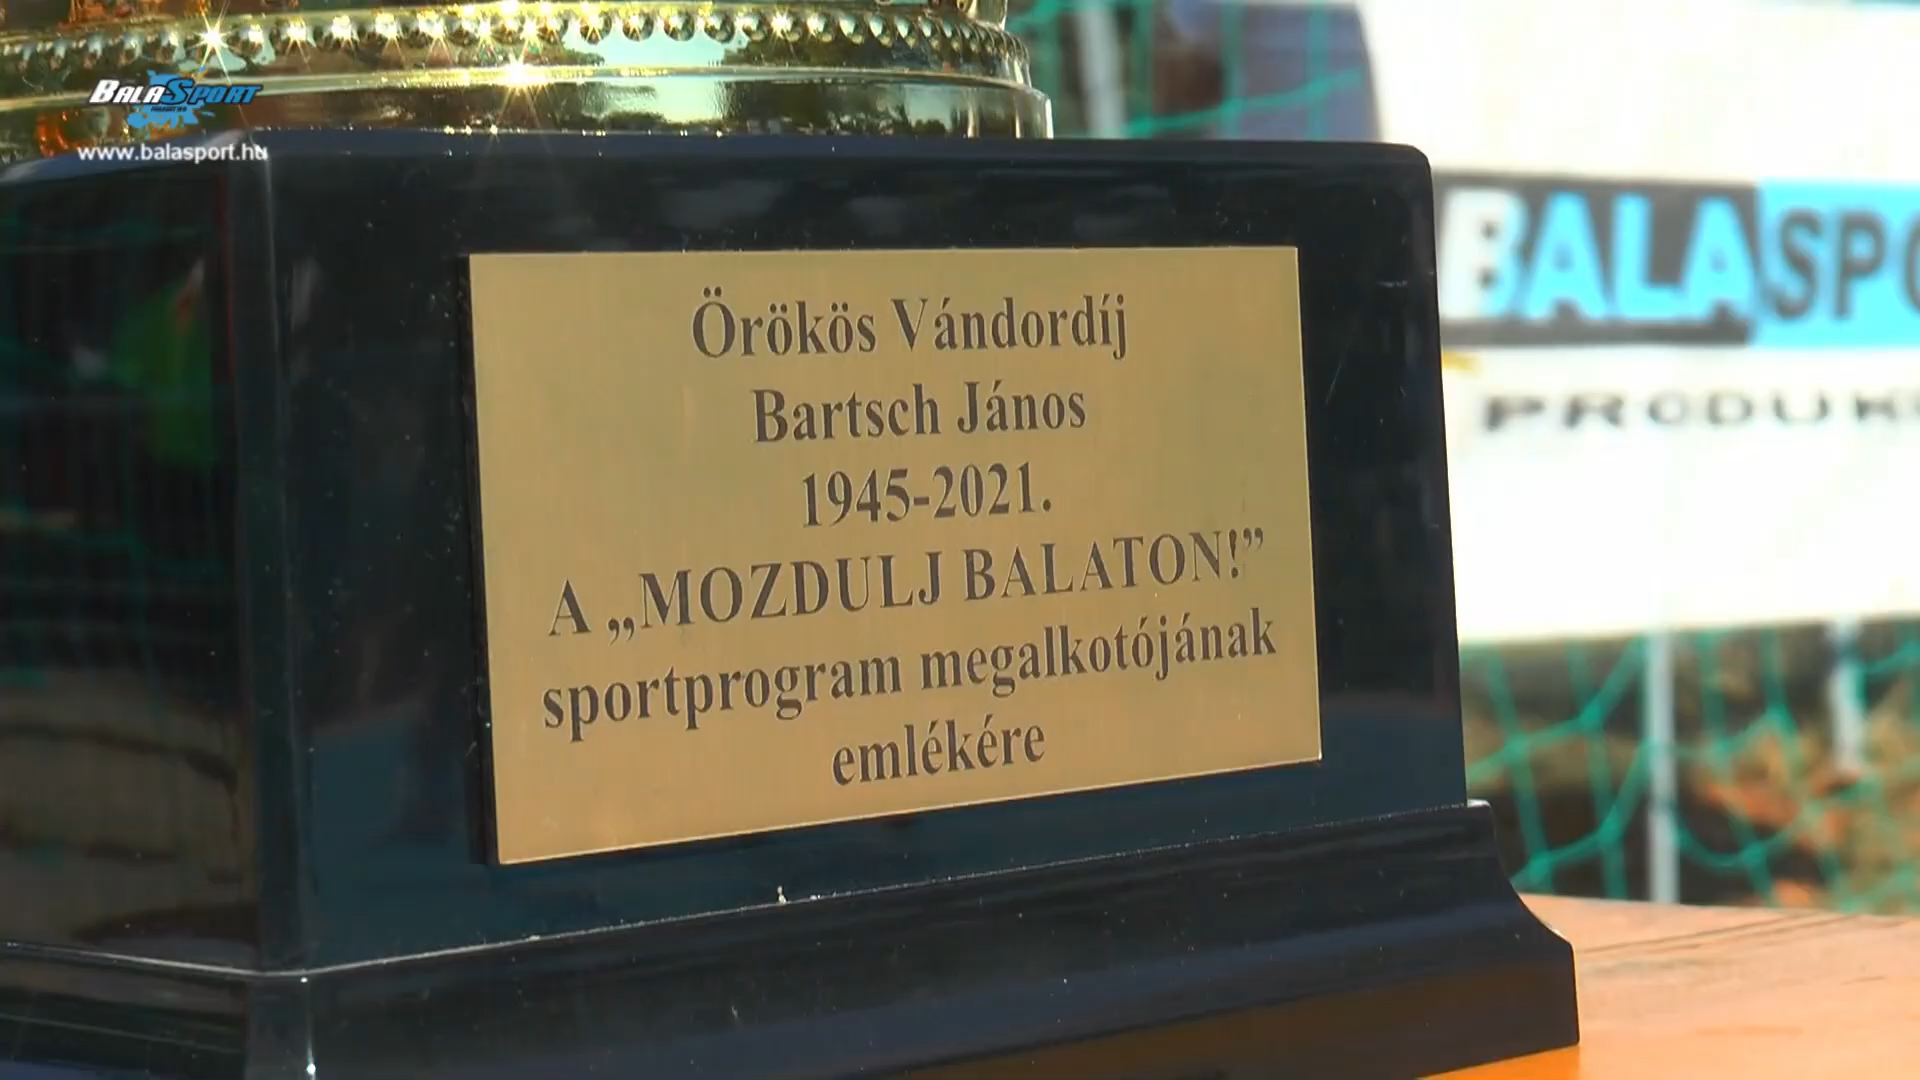 BALASPORT
www.balasport.hu
Örökös Vándordíj
Bartsch János
1945-2021.
A „MOZDULJ BALATON!”
sportprogram megalkotójának
emlékére
BALASPO
PRODUK